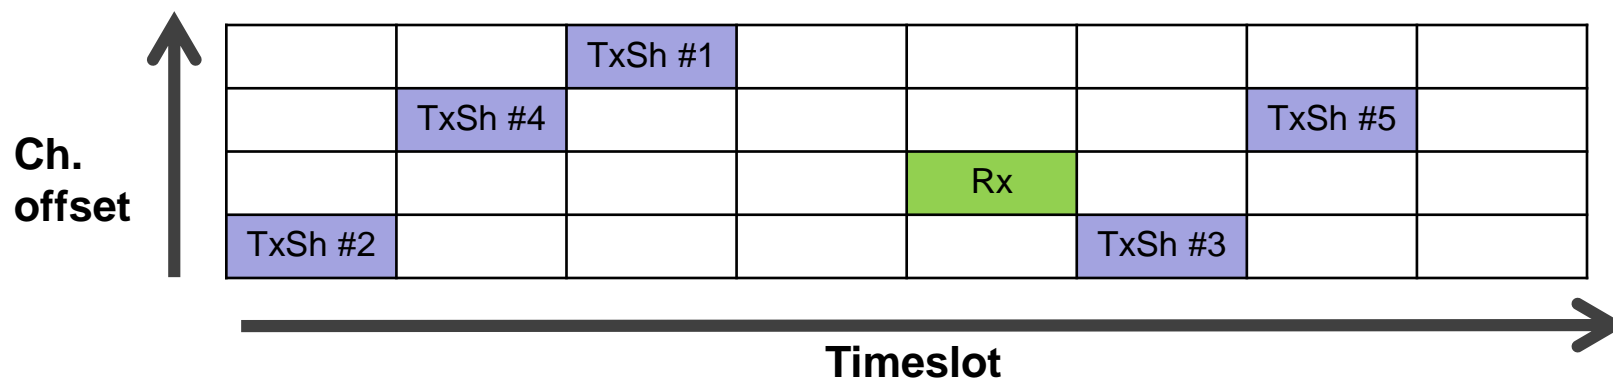 TxSh #1
TxSh #4
TxSh #5
Ch.
offset
Rx
TxSh #2
TxSh #3
Timeslot